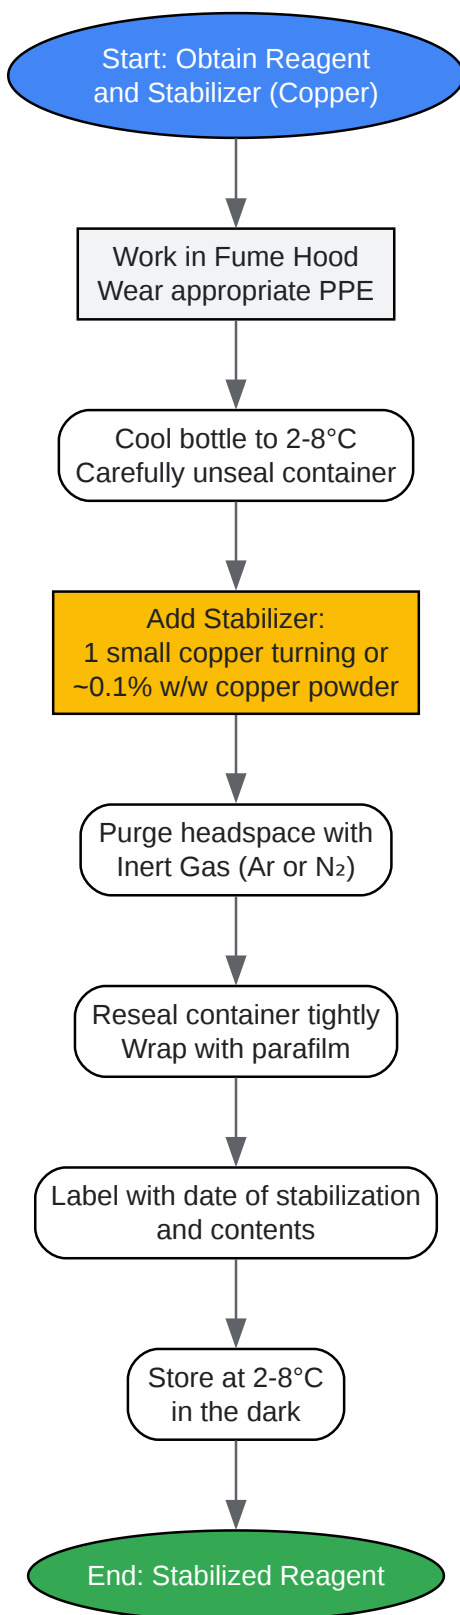 Start: Obtain Reagent
and Stabilizer (Copper)
Work in Fume Hood
Wear appropriate PPE
Cool bottle to 2-8°C
Carefully unseal container
Add Stabilizer:
1 small copper turning or
~0.1% w/w copper powder
Purge headspace with
Inert Gas (Ar or N₂)
Reseal container tightly
Wrap with parafilm
Label with date of stabilization
and contents
Store at 2-8°C
in the dark
End: Stabilized Reagent